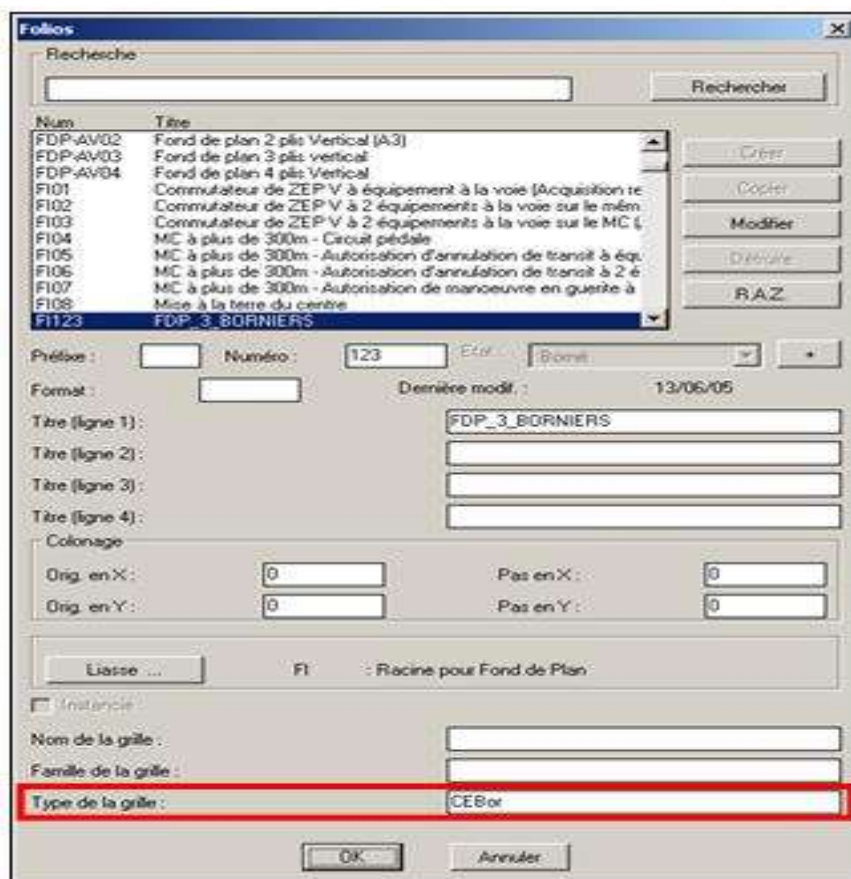 Folios
Recherche
Rechercher
Num Titre
FDP-AV02 Fond de plan 2 plis Vertical (A3)
FDP-AV03 Fond de plan 3 plis vertical
FDP-AV04 Fond de plan 4 plis Vertical
FI01 Commutateur de ZEP V à équipement à la voie (Acquisition re
FI02 Commutateur de ZEP V à 2 équipements à la voie sur le mêm
FI03 Commutateur de ZEP V à 2 équipements à la voie sur le MC (
FI04 MC à plus de 300m - Circuit pédale
FI05 MC à plus de 300m - Autorisation d'annulation de transit à équ
FI06 MC à plus de 300m - Autorisation d'annulation de transit à 2 é
FI07 MC à plus de 300m - Autorisation de manoeuvre en guerite à
FI08 Mise à la terre du centre
FI123 FDP_3_BORNIERS
Créer
Copier
Modifier
Détruire
R.A.Z.
Préfixe : Numéro : 123 Etat : Borné
Format : Dernière modif. : 13/06/05
Titre (ligne 1) : FDP_3_BORNIERS
Titre (ligne 2) :
Titre (ligne 3) :
Titre (ligne 4) :
Colonage
Orig. en X : 0 Pas en X : 0
Orig. en Y : 0 Pas en Y : 0
Liasse ... FI : Racine pour Fond de Plan
Instancié
Nom de la grille :
Famille de la grille :
Type de la grille : CEBor
OK Annuler